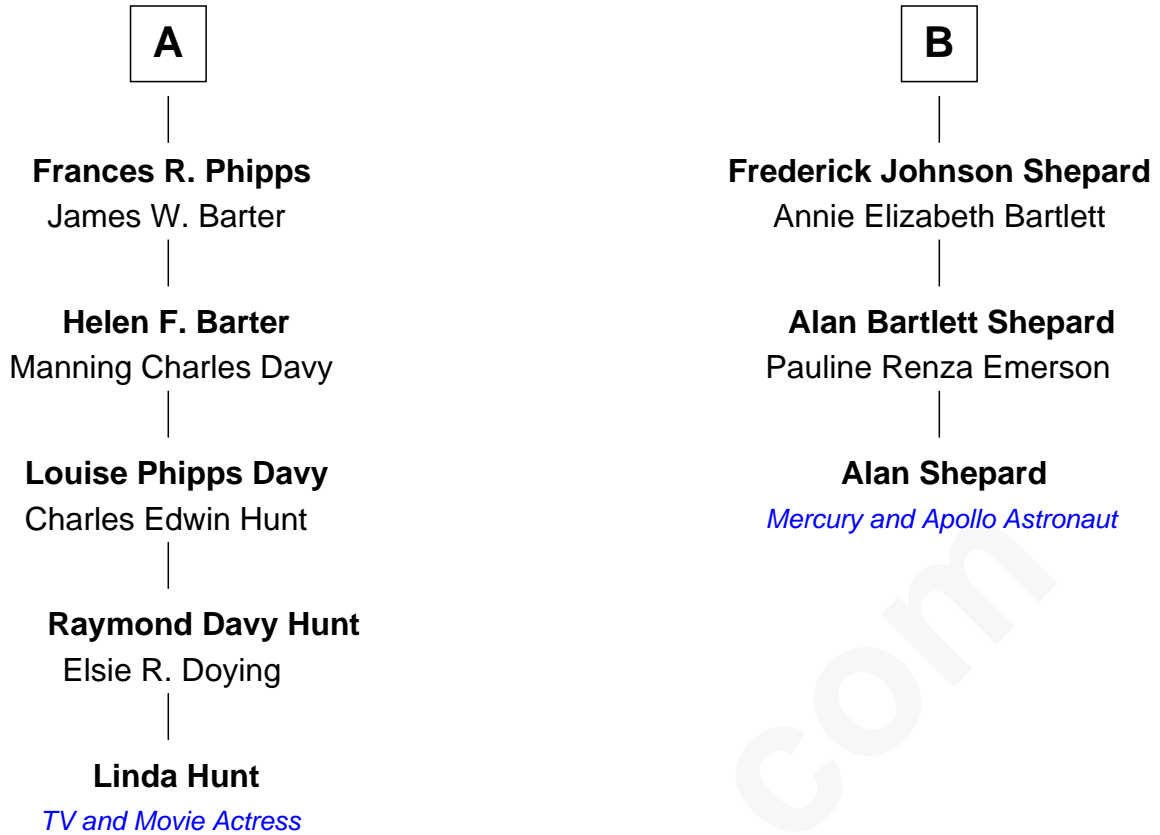 A
Frances R. Phipps
James W. Barter
Helen F. Barter
Manning Charles Davy
Louise Phipps Davy
Charles Edwin Hunt
Raymond Davy Hunt
Elsie R. Doying
Linda Hunt
TV and Movie Actress
B
Frederick Johnson Shepard
Annie Elizabeth Bartlett
Alan Bartlett Shepard
Pauline Renza Emerson
Alan Shepard
Mercury and Apollo Astronaut
com